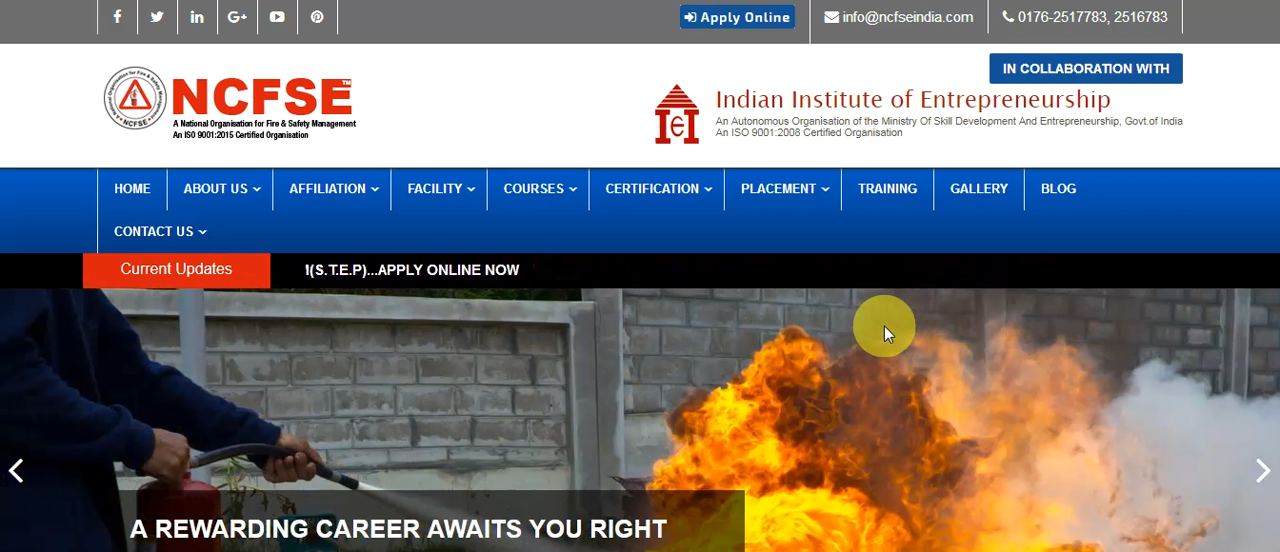 Apply Online
info@ncfseindia.com
0176-2517783, 2516783
IN COLLABORATION WITH
NCFSE™
A National Organisation for Fire & Safety Management
An ISO 9001:2015 Certified Organisation
Indian Institute of Entrepreneurship
An Autonomous Organisation of the Ministry Of Skill Development And Entrepreneurship, Govt.of India
An ISO 9001:2008 Certified Organisation
HOME ABOUT US AFFILIATION FACILITY COURSES CERTIFICATION PLACEMENT TRAINING GALLERY BLOG
CONTACT US
Current Updates
!(S.T.E.P)...APPLY ONLINE NOW
A REWARDING CAREER AWAITS YOU RIGHT